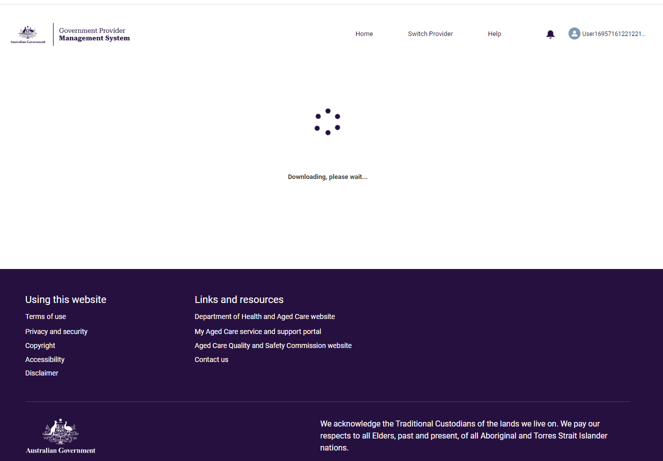 Government Provider
Management System
Australian Government
Home
Switch Provider
Help
User16957161221221...
Downloading, please wait...
Using this website
Terms of use
Privacy and security
Copyright
Accessibility
Disclaimer
Links and resources
Department of Health and Aged Care website
My Aged Care service and support portal
Aged Care Quality and Safety Commission website
Contact us
Australian Government
We acknowledge the Traditional Custodians of the lands we live on. We pay our
respects to all Elders, past and present, of all Aboriginal and Torres Strait Islander
nations.